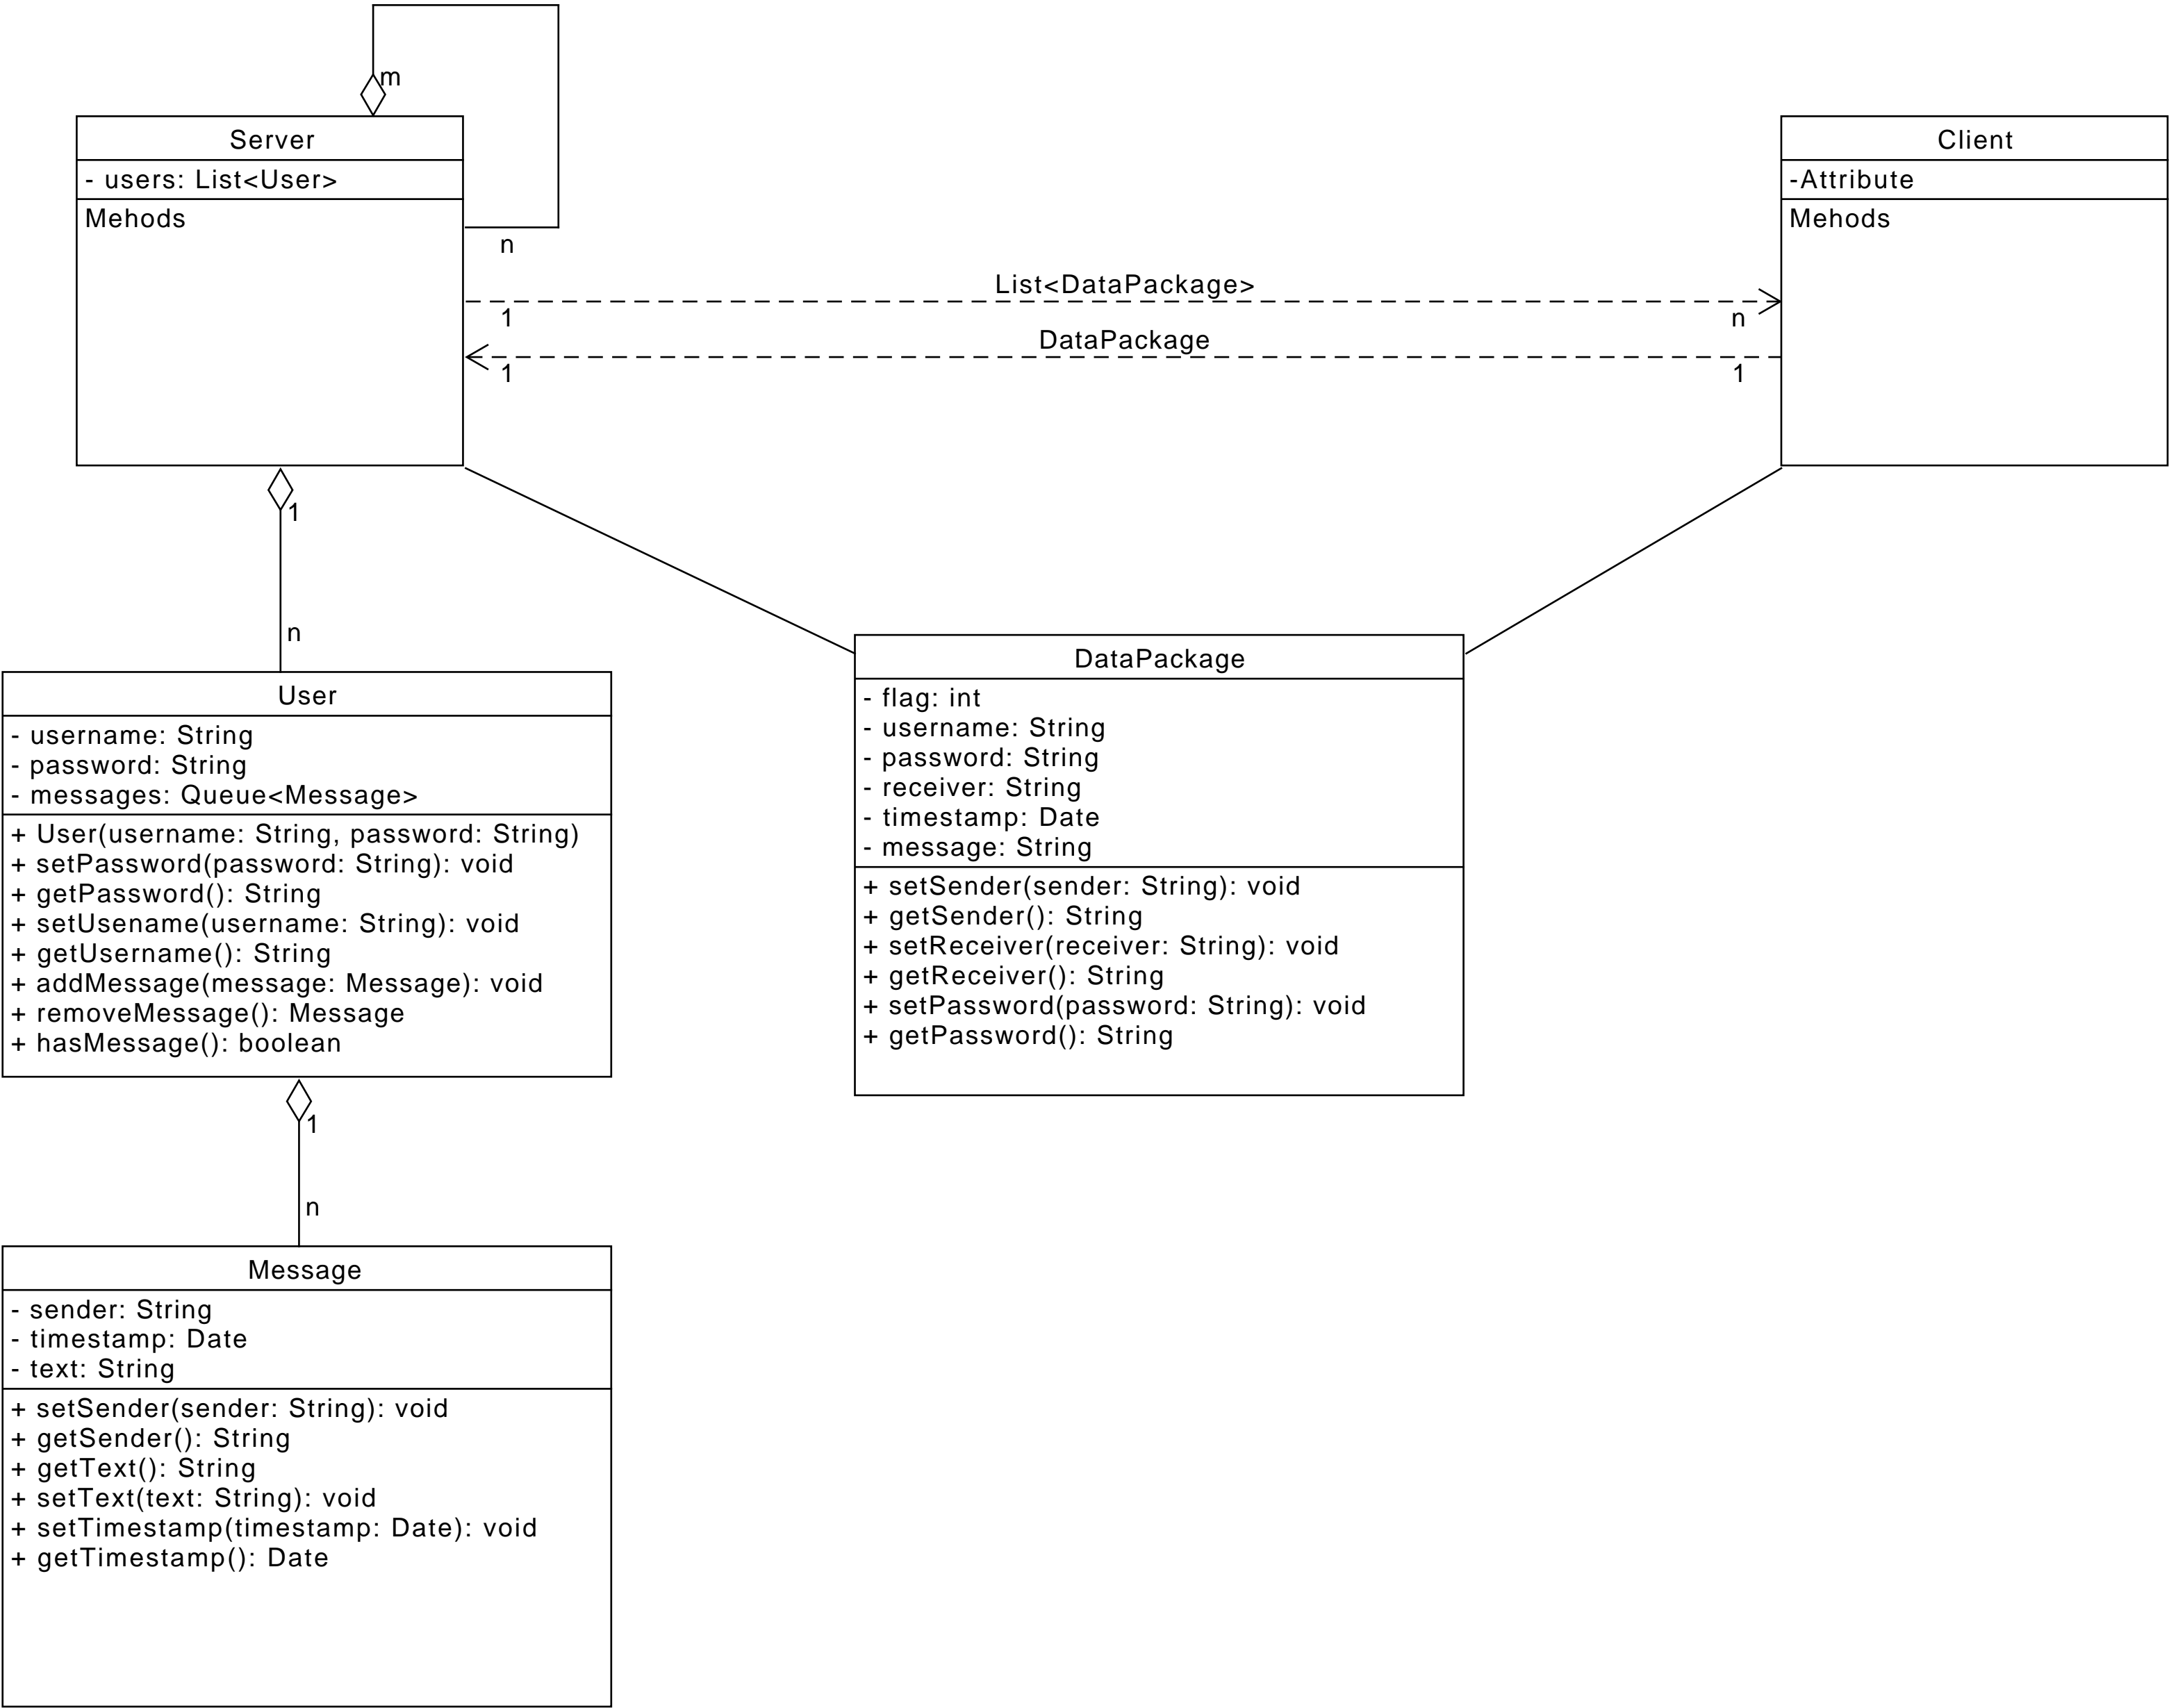 m
Server
- users: List<User>
Mehods
n
Client
-Attribute
Mehods
List<DataPackage>
1
n
DataPackage
1
1
1
n
User
- username: String
- password: String
- messages: Queue<Message>
+ User(username: String, password: String)
+ setPassword(password: String): void
+ getPassword(): String
+ setUsename(username: String): void
+ getUsername(): String
+ addMessage(message: Message): void
+ removeMessage(): Message
+ hasMessage(): boolean
DataPackage
- flag: int
- username: String
- password: String
- receiver: String
- timestamp: Date
- message: String
+ setSender(sender: String): void
+ getSender(): String
+ setReceiver(receiver: String): void
+ getReceiver(): String
+ setPassword(password: String): void
+ getPassword(): String
1
n
Message
- sender: String
- timestamp: Date
- text: String
+ setSender(sender: String): void
+ getSender(): String
+ getText(): String
+ setText(text: String): void
+ setTimestamp(timestamp: Date): void
+ getTimestamp(): Date